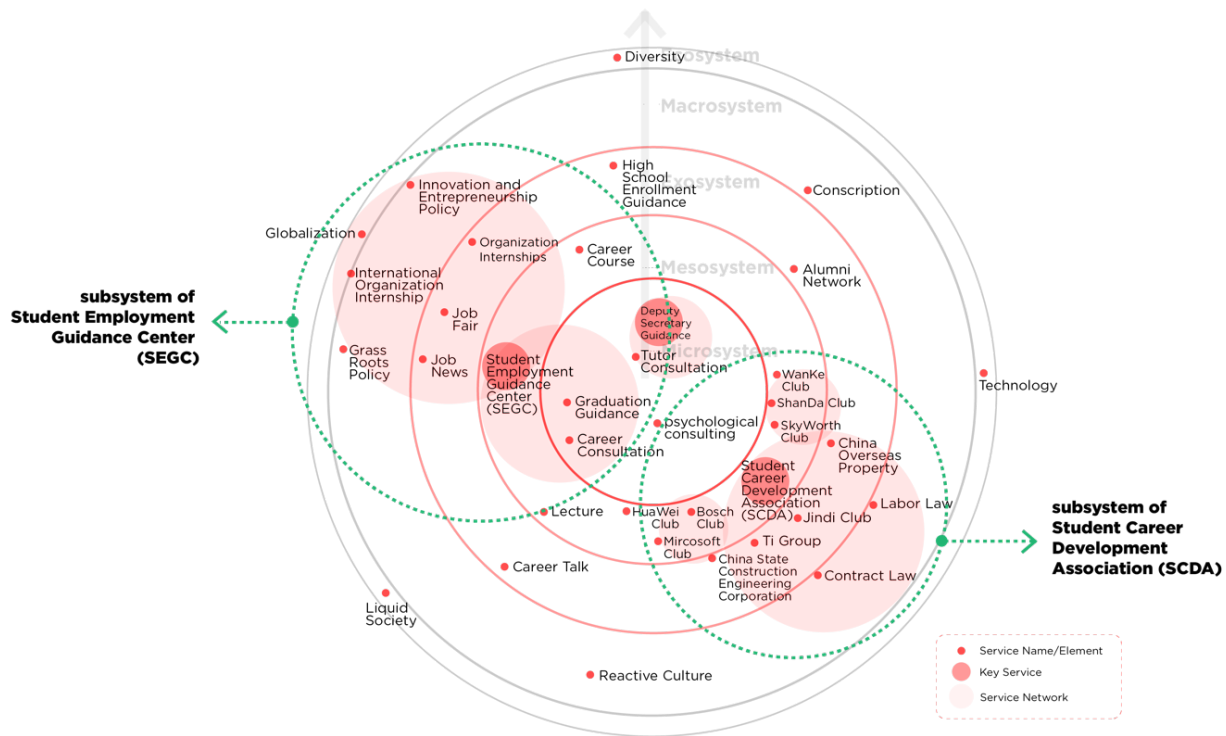 Exosystem
Diversity
Macrosystem
High
School
Enrollment
Guidance
Exosystem
Innovation and
Entrepreneurship
Policy
Conscription
Globalization
Organization
Internships
Career
Course
Mesosystem
Alumni
Network
International
Organization
Internship
subsystem of
Student Employment
Guidance Center
(SEGC)
Job
Fair
Deputy
Secretary
Guidance
Microsystem
Tutor
Consultation
Grass
Roots
Policy
Job
News
Student
Employment
Guidance
Center
(SEGC)
WanKe
Club
ShanDa Club
SkyWorth
Club
Technology
Graduation
Guidance
psychological
consulting
Career
Consultation
China
Overseas
Property
Student
Career
Development
Association
(SCDA)
Labor Law
Jindi Club
Lecture
HuaWei
Club
Bosch
Club
Mircosoft
Club
Ti Group
China State
Construction
Engineering
Corporation
Contract Law
Career Talk
subsystem of
Student Career
Development
Association (SCDA)
Liquid
Society
Reactive Culture
Service Name/Element
Key Service
Service Network